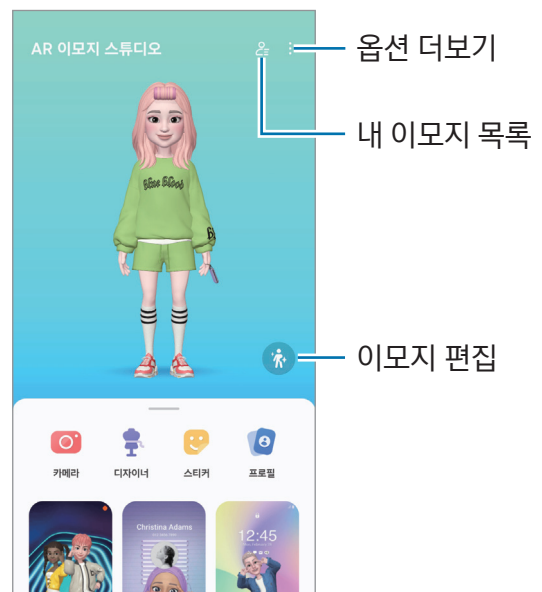 AR 이모지 스튜디오
옵션 더보기
내 이모지 목록
Blue Blood
이모지 편집
카메라
디자이너
스티커
프로필
Christina Adams
12:45